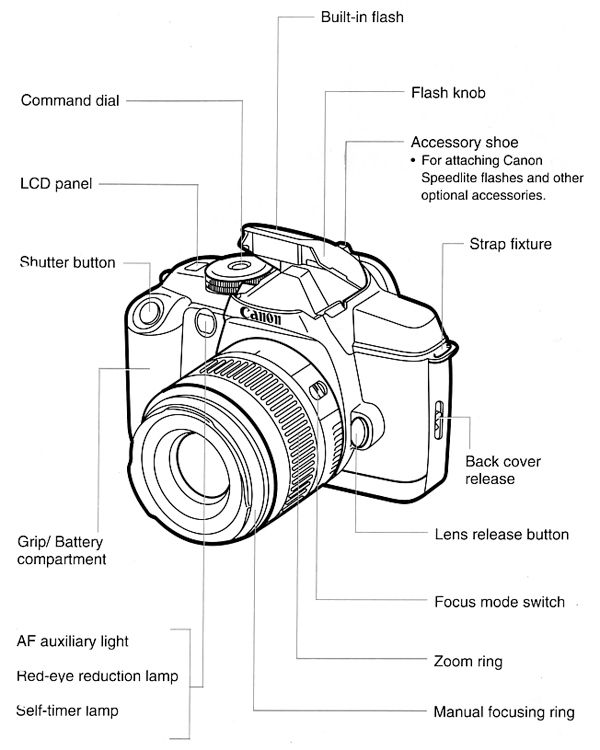 Built-in flash
Command dial
Flash knob
Accessory shoe
• For attaching Canon
Speedlite flashes and other
optional accessories.
LCD panel
Strap fixture
Shutter button
Canon
Back cover
release
Grip/ Battery
compartment
Lens release button
Focus mode switch
AF auxiliary light
Red-eye reduction lamp
Self-timer lamp
Zoom ring
Manual focusing ring